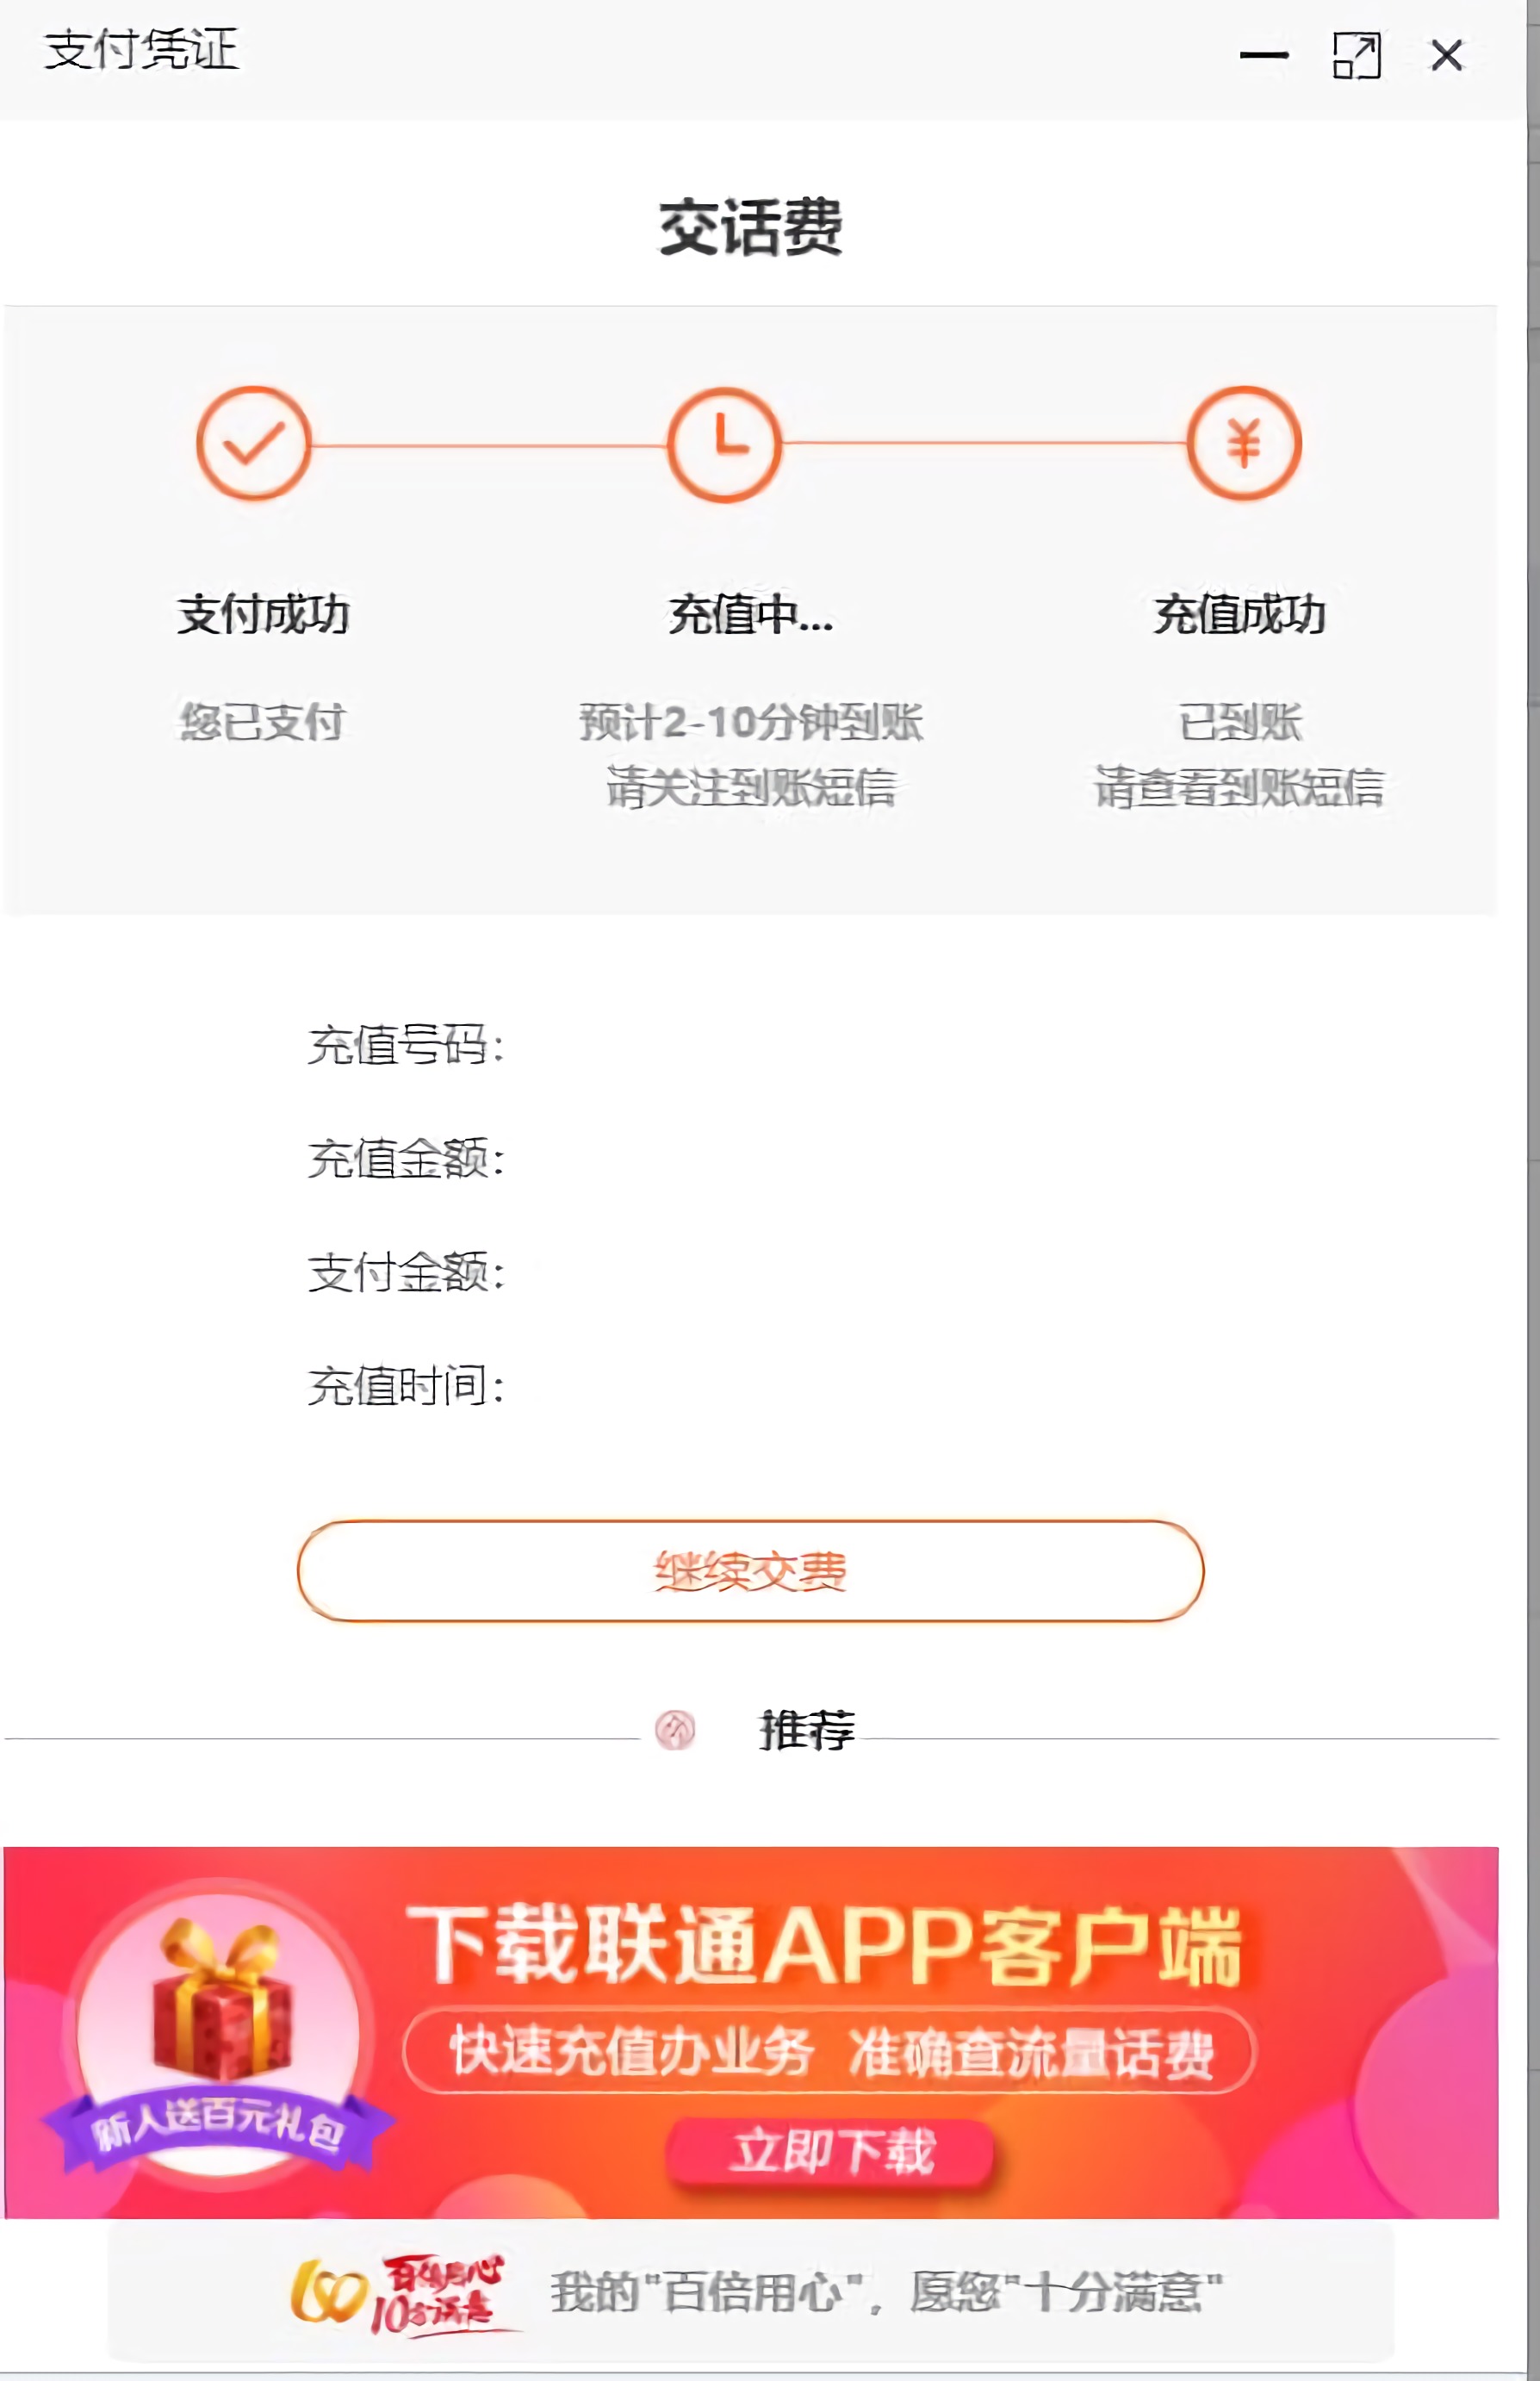 支付凭证
交话费
支付成功
充值中...
充值成功
您已支付
预计2-10分钟到账
请关注到账短信
已到账
请查看到账短信
充值号码:
充值金额:
支付金额:
充值时间:
继续交费
推荐
下载联通APP客户端
快速充值办业务 准确查流量话费
新人送百元礼包
立即下载
百倍用心
10分满意
我的"百倍用心", 愿您"十分满意"